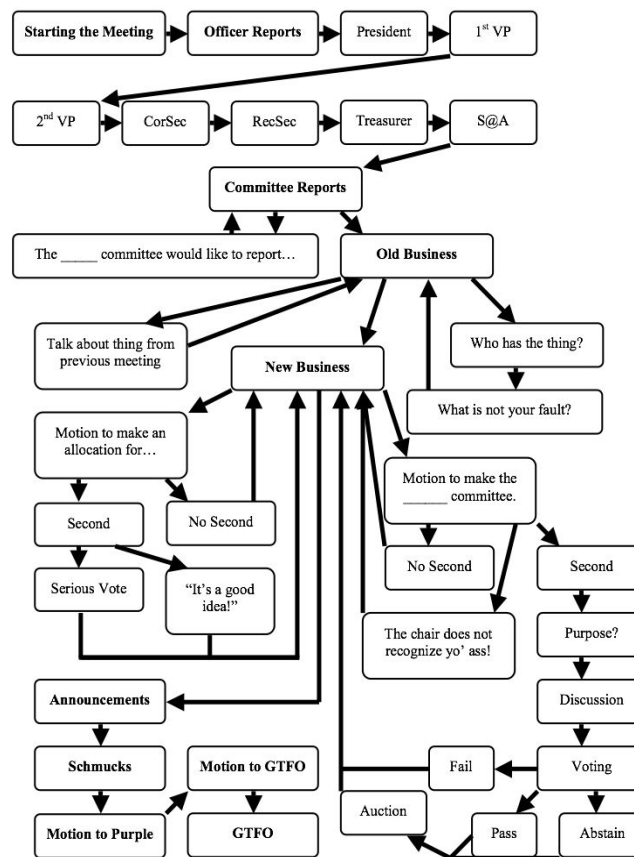 Starting the Meeting
Officer Reports
President
1st VP
2nd VP
CorSec
RecSec
Treasurer
S@A
Committee Reports
The _____ committee would like to report…
Old Business
Talk about thing from
previous meeting
Who has the thing?
New Business
What is not your fault?
Motion to make an
allocation for…
Motion to make the
______ committee.
Second
No Second
No Second
Second
Serious Vote
“It’s a good
idea!”
The chair does not
recognize yo’ ass!
Purpose?
Announcements
Discussion
Schmucks
Motion to GTFO
Fail
Voting
Auction
Motion to Purple
GTFO
Pass
Abstain